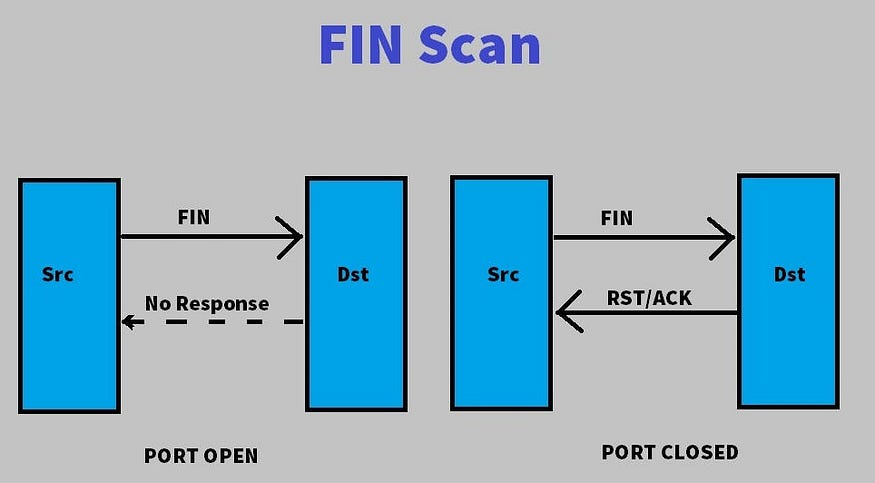 FIN Scan
FIN
Src
Dst
No Response
PORT OPEN
FIN
Src
Dst
RST/ACK
PORT CLOSED